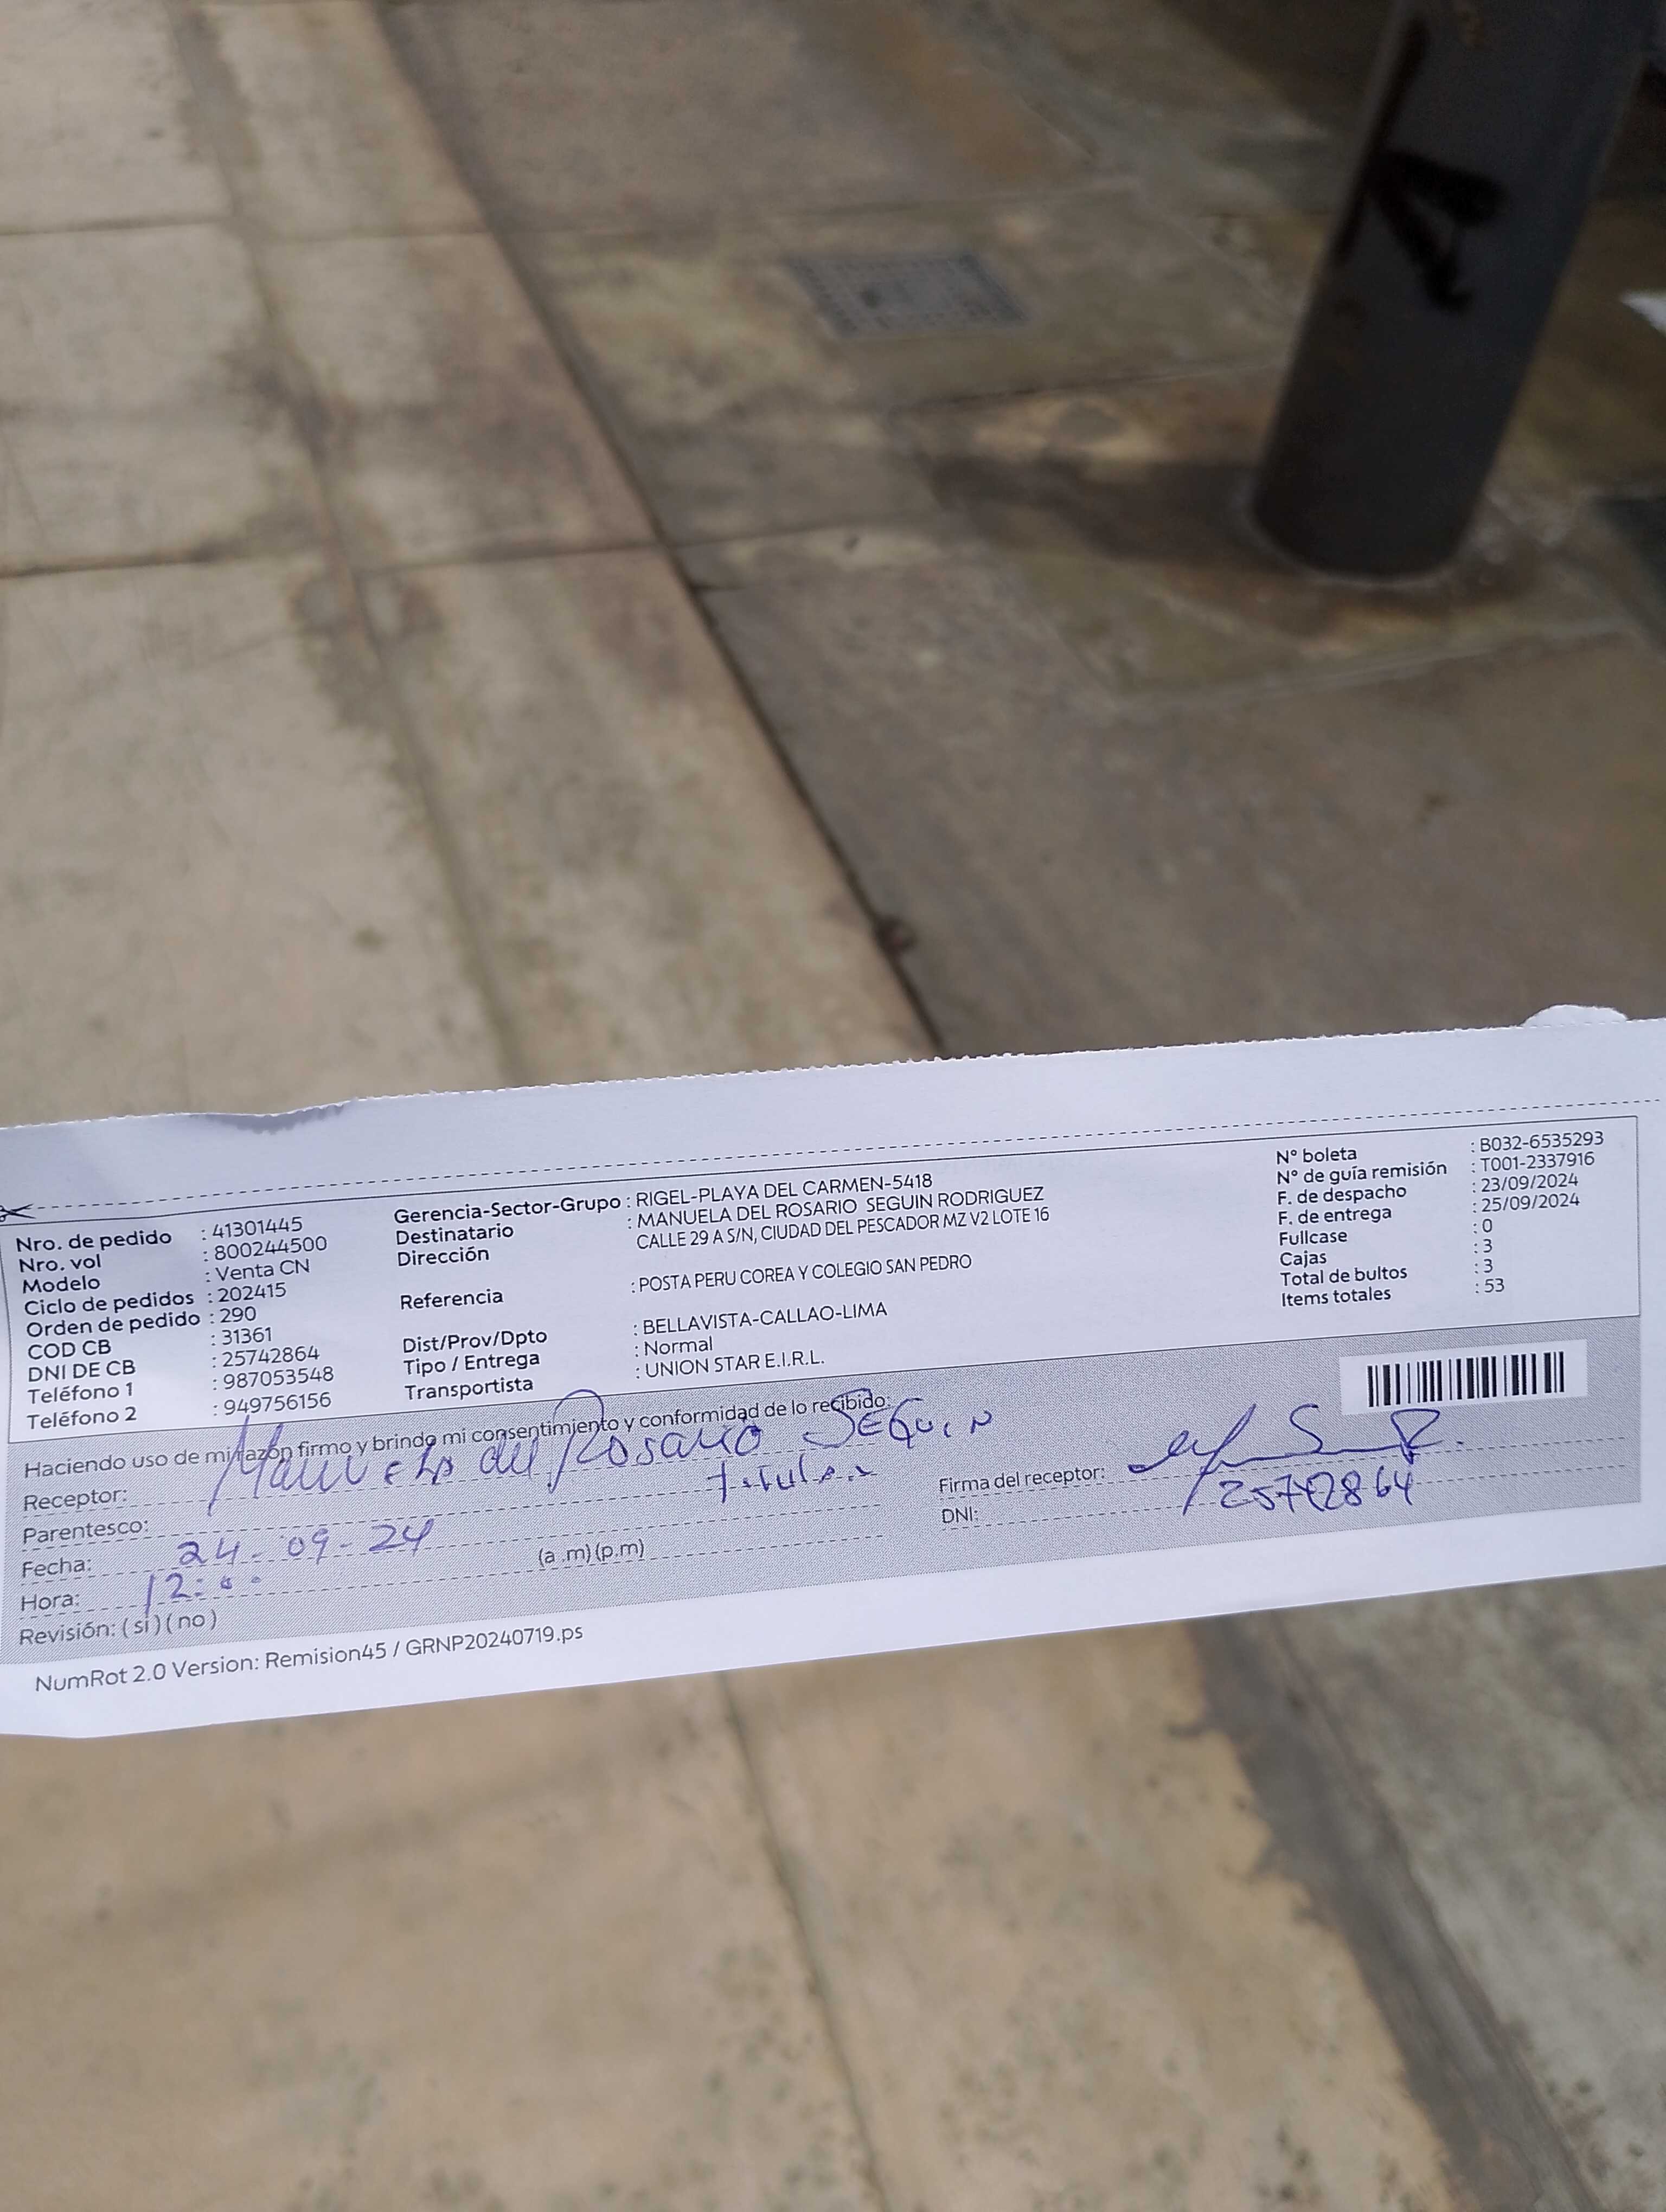 Nro. de pedido : 41301445
Nro. vol : 800244500
Modelo : Venta CN
Ciclo de pedidos : 202415
Orden de pedido : 290
COD CB : 31361
DNI DE CB : 25742864
Teléfono 1 : 987053548
Teléfono 2 : 949756156
Gerencia-Sector-Grupo : RIGEL-PLAYA DEL CARMEN-5418
Destinatario : MANUELA DEL ROSARIO SEGUIN RODRIGUEZ
Dirección CALLE 29 A S/N, CIUDAD DEL PESCADOR MZ V2 LOTE 16
Referencia : POSTA PERU COREA Y COLEGIO SAN PEDRO
Dist/Prov/Dpto : BELLAVISTA-CALLAO-LIMA
Tipo / Entrega : Normal
Transportista : UNION STAR E.I.R.L.
N° boleta : B032-6535293
N° de guía remisión : T001-2337916
F. de despacho : 23/09/2024
F. de entrega : 25/09/2024
Fullcase : 0
Cajas : 3
Total de bultos : 3
Items totales : 53
Haciendo uso de mi razón firmo y brindo mi consentimiento y conformidad de lo recibido:
Receptor: Manuela del Rosario SEGUIN
Parentesco: titular
Fecha: 24-09-24
Hora: 12:00 (a .m) (p.m)
Revisión: ( si ) ( no )
Firma del receptor:
DNI: 25742864
NumRot 2.0 Version: Remision45 / GRNP20240719.ps